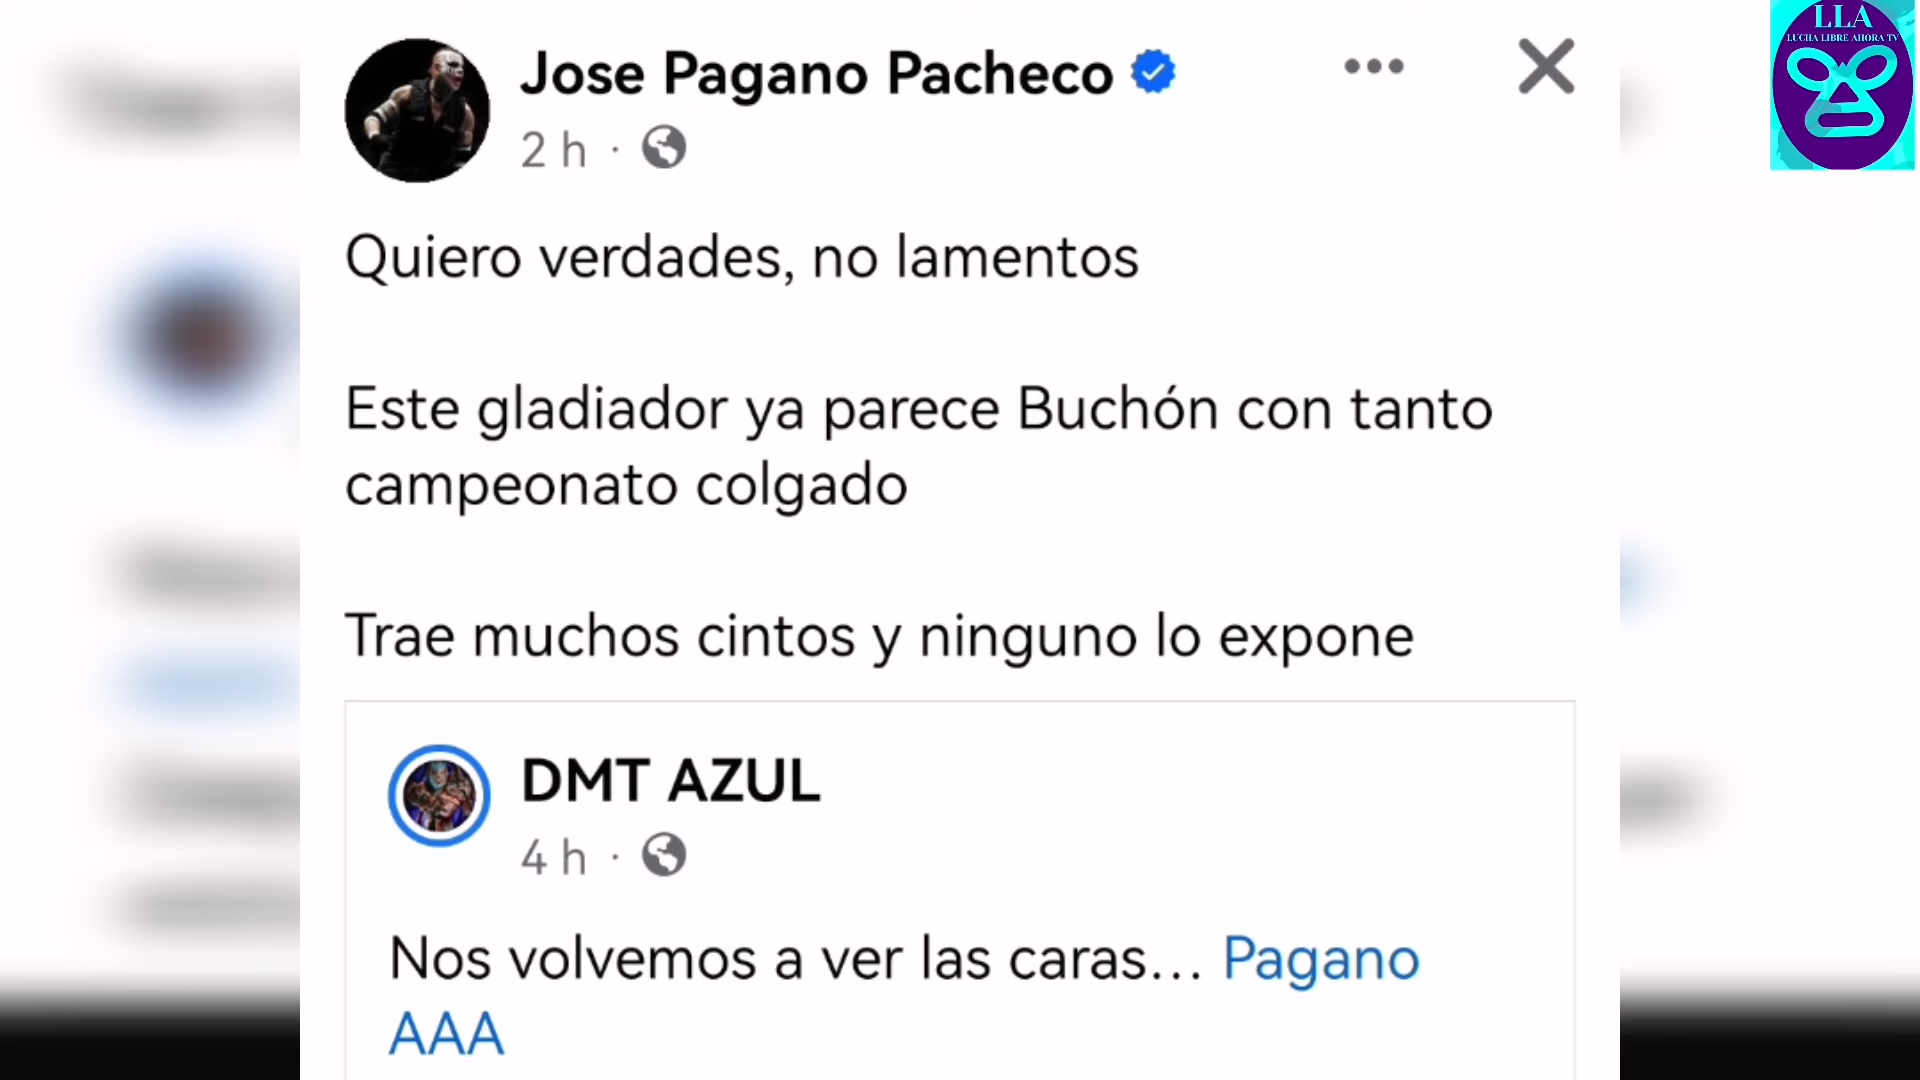 LLA
LUCHA LIBRE AHORA TV
Jose Pagano Pacheco
2 h ·
Quiero verdades, no lamentos
Este gladiador ya parece Buchón con tanto
campeonato colgado
Trae muchos cintos y ninguno lo expone
DMT AZUL
4 h ·
Nos volvemos a ver las caras... Pagano
AAA